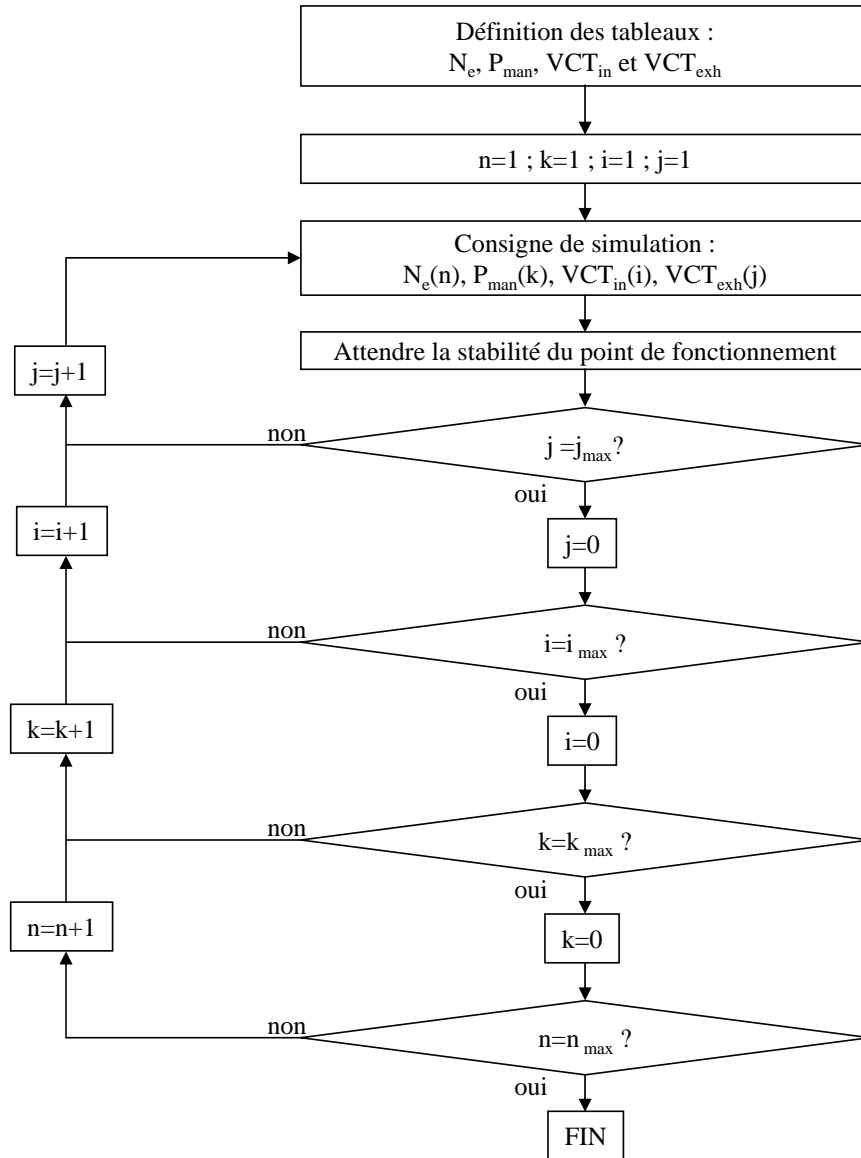 Définition des tableaux :
Ne, Pman, VCTin et VCTexh
n=1 ; k=1 ; i=1 ; j=1
Consigne de simulation :
Ne(n), Pman(k), VCTin(i), VCTexh(j)
Attendre la stabilité du point de fonctionnement
j=j+1
non
j =jmax?
oui
i=i+1
j=0
non
i=i max ?
oui
k=k+1
i=0
non
k=k max ?
oui
n=n+1
k=0
non
n=n max ?
oui
FIN